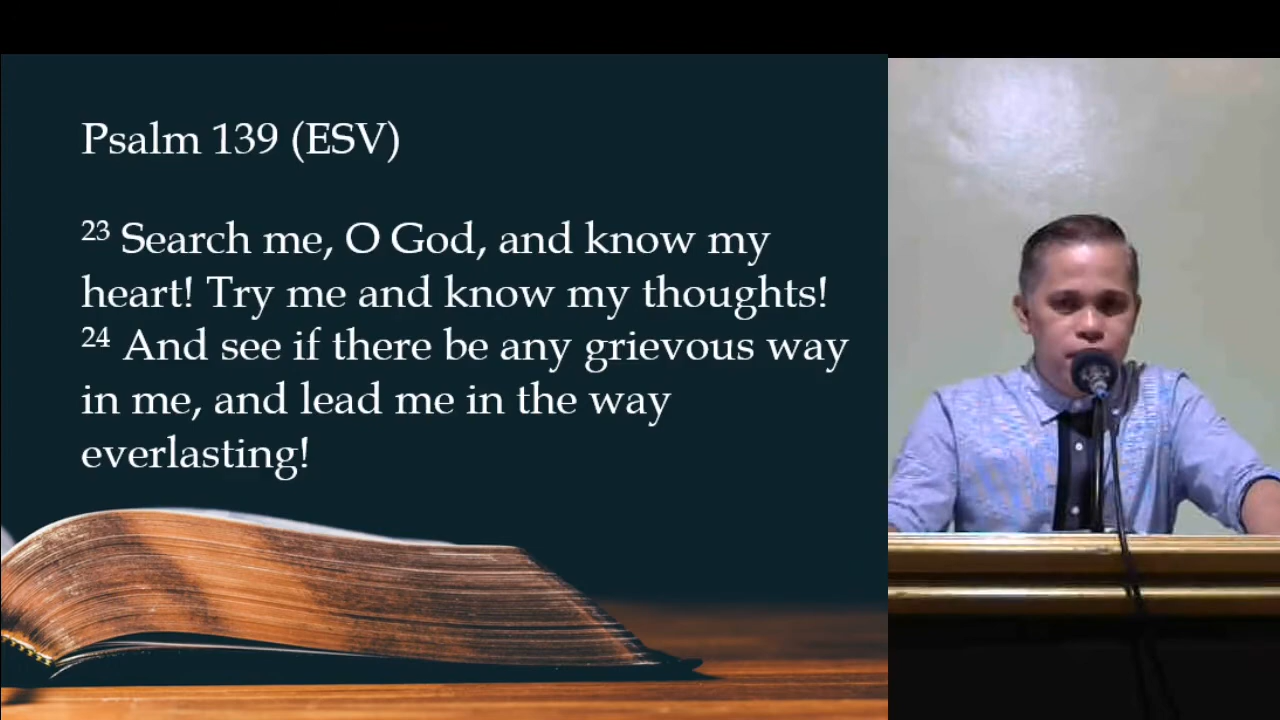 Psalm 139 (ESV)
23 Search me, O God, and know my
heart! Try me and know my thoughts!
24 And see if there be any grievous way
in me, and lead me in the way
everlasting!